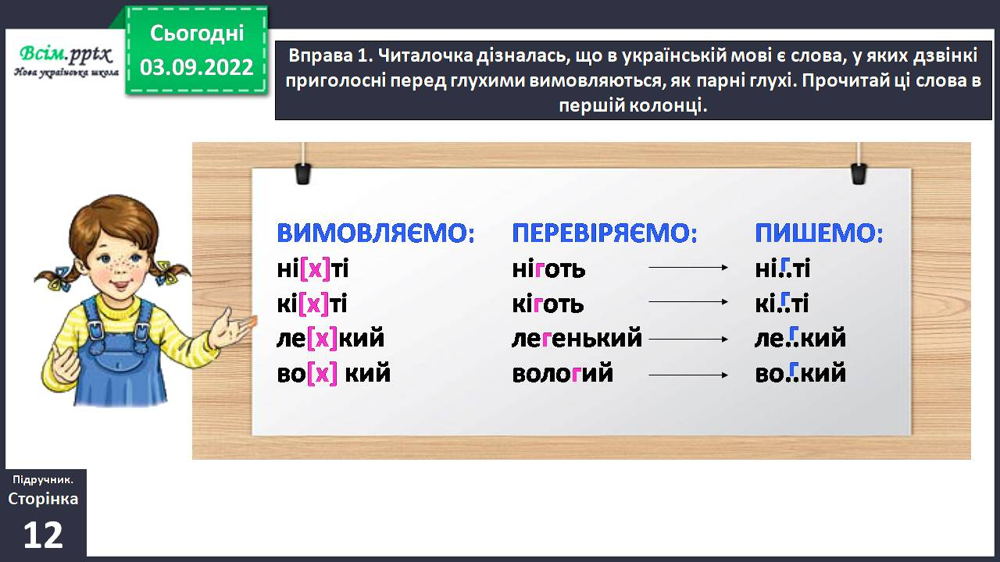 Всім.pptx
Нова українська школа
Сьогодні
03.09.2022
Вправа 1. Читалочка дізналась, що в українській мові є слова, у яких дзвінкі
приголосні перед глухими вимовляються, як парні глухі. Прочитай ці слова в
першій колонці.
ВИМОВЛЯЄМО: ПЕРЕВІРЯЄМО: ПИШЕМО:
ні[х]ті ніготь ні..гті
кі[х]ті кіготь кі..гті
ле[х]кий легенький ле..гкий
во[х] кий вологий во..гкий
Підручник.
Сторінка
12